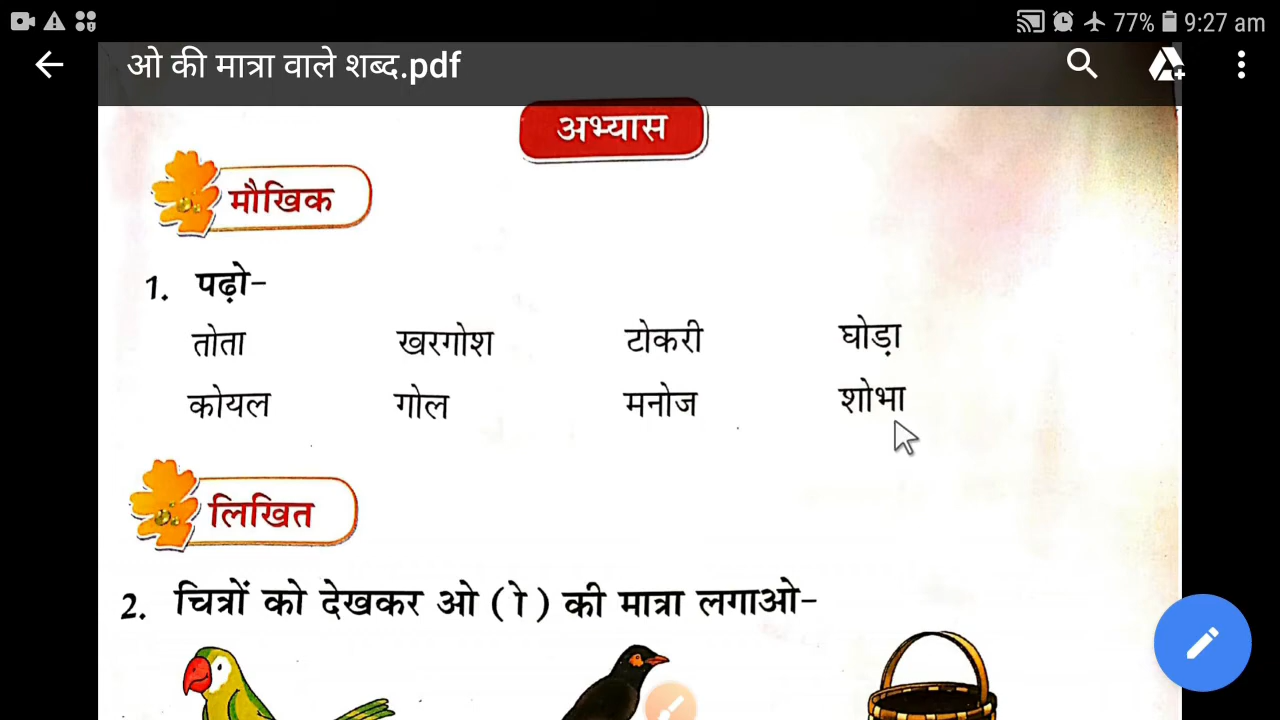 77% 9:27 am
ओ की मात्रा वाले शब्द.pdf
अभ्यास
मौखिक
1. पढ़ो-
तोता खरगोश टोकरी घोड़ा
कोयल गोल मनोज शोभा
लिखित
2. चित्रों को देखकर ओ (ो) की मात्रा लगाओ-